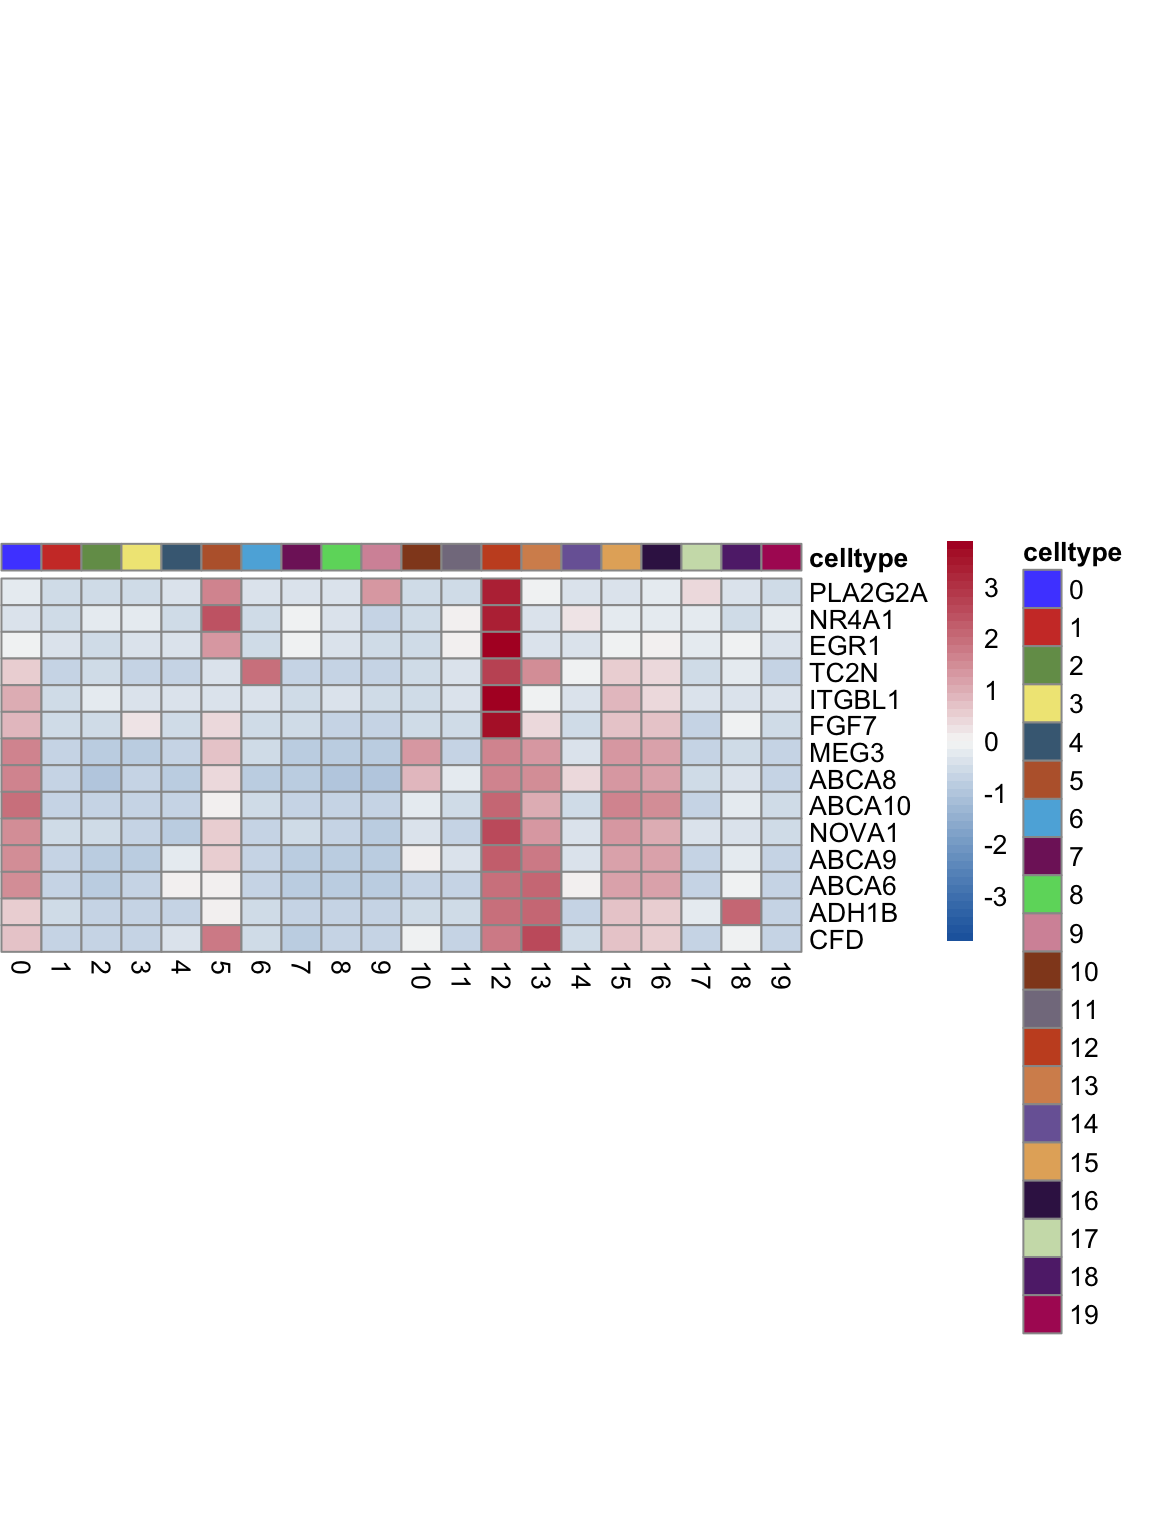 celltype
PLA2G2A
NR4A1
EGR1
TC2N
ITGBL1
FGF7
MEG3
ABCA8
ABCA10
NOVA1
ABCA9
ABCA6
ADH1B
CFD
0 1 2 3 4 5 6 7 8 9 10 11 12 13 14 15 16 17 18 19
3
2
1
0
-1
-2
-3
celltype
0
1
2
3
4
5
6
7
8
9
10
11
12
13
14
15
16
17
18
19